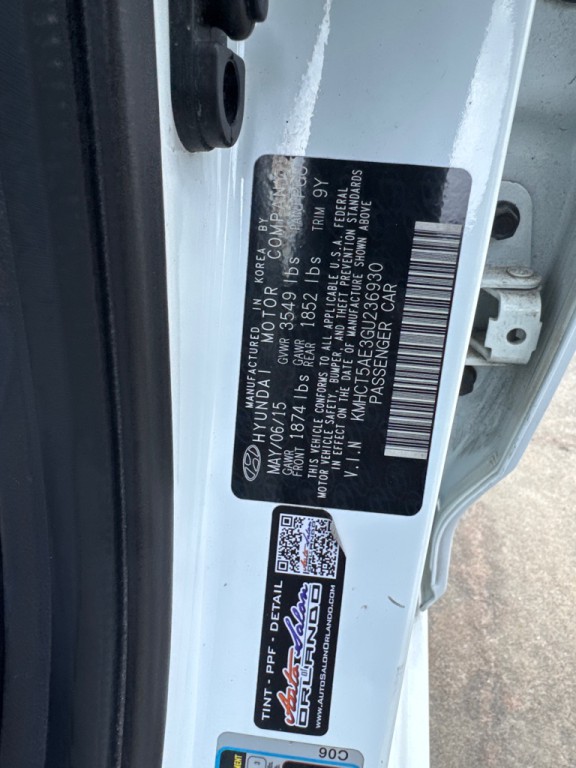 MANUFACTURED IN KOREA BY
HYUNDAI MOTOR COMPANY
MAY/06/15 GVWR 3549 lbs
GAWR FRONT 1874 lbs GAWR REAR 1852 lbs TRIM 9Y
THIS VEHICLE CONFORMS TO ALL APPLICABLE U.S.A. FEDERAL
MOTOR VEHICLE SAFETY, BUMPER, AND THEFT PREVENTION STANDARDS
IN EFFECT ON THE DATE OF MANUFACTURE SHOWN ABOVE
V.I.N KMHCT5AE3GU236930
PASSENGER CAR
TINT - PPF - DETAIL
Auto Salon
ORLANDO
www.AutoSalonOrlando.com
C06
3